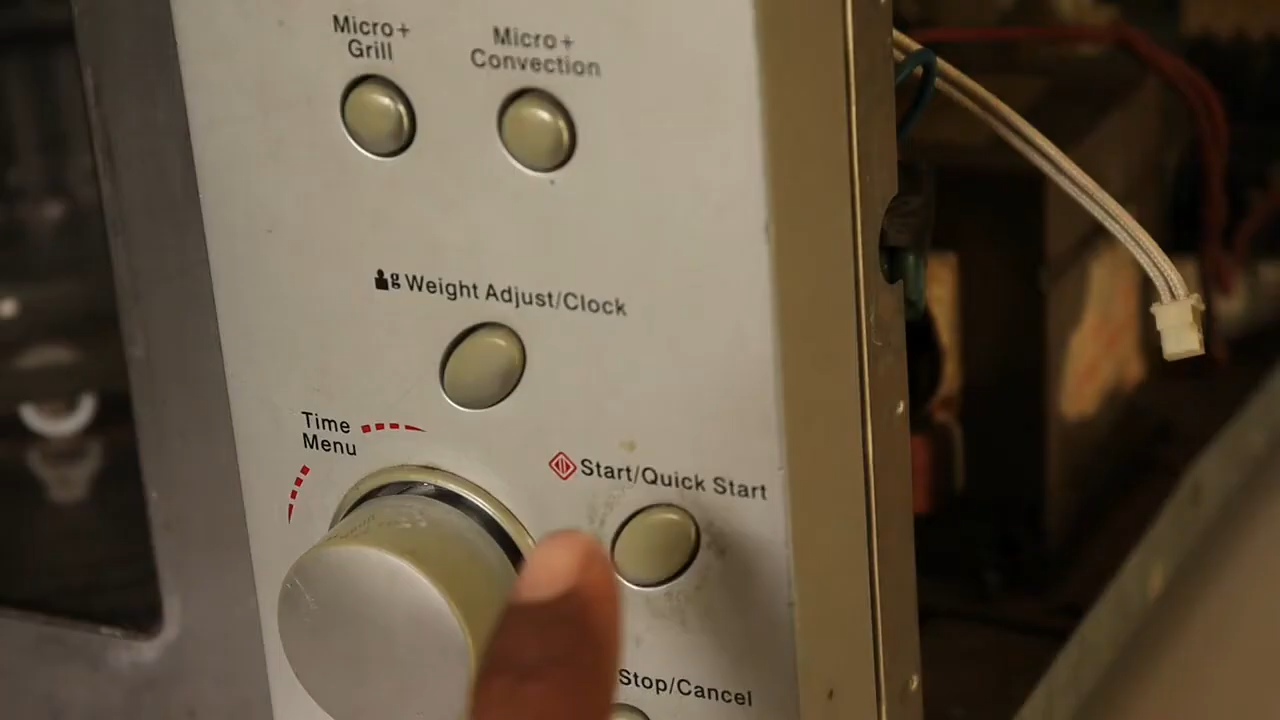 Micro+
Grill
Micro+
Convection
g Weight Adjust/Clock
Time
Menu
Start/Quick Start
Stop/Cancel